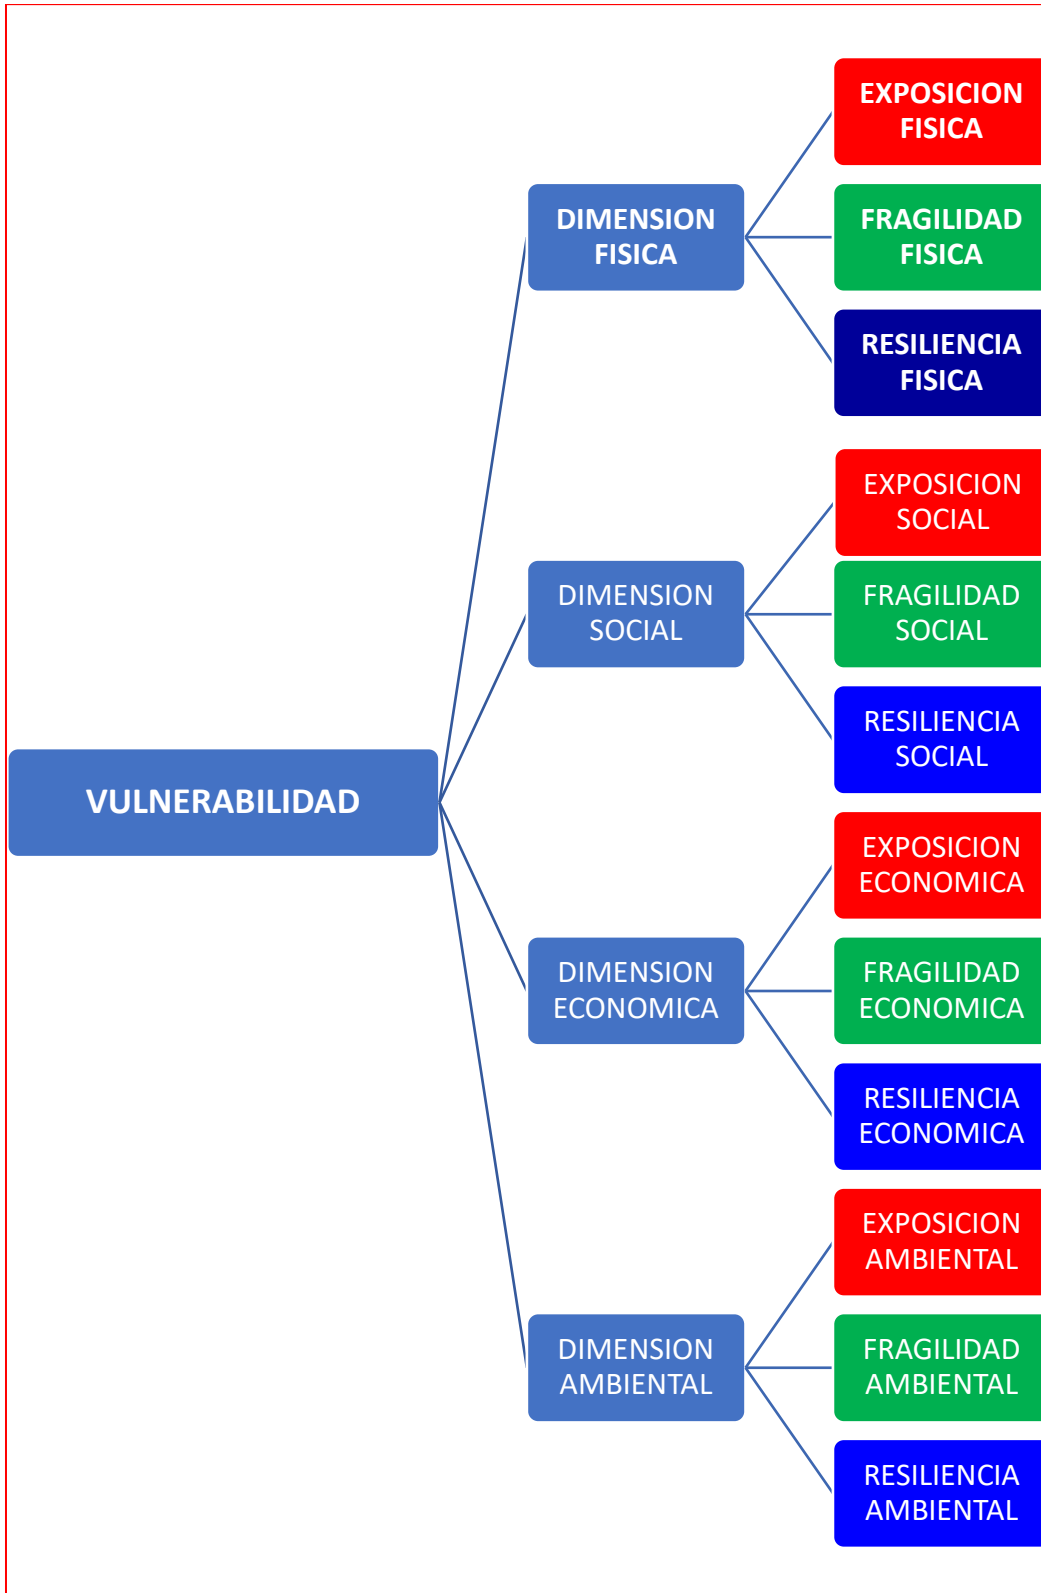 EXPOSICION
FISICA
DIMENSION
FISICA
FRAGILIDAD
FISICA
RESILIENCIA
FISICA
EXPOSICION
SOCIAL
DIMENSION
SOCIAL
FRAGILIDAD
SOCIAL
RESILIENCIA
SOCIAL
VULNERABILIDAD
EXPOSICION
ECONOMICA
DIMENSION
ECONOMICA
FRAGILIDAD
ECONOMICA
RESILIENCIA
ECONOMICA
EXPOSICION
AMBIENTAL
DIMENSION
AMBIENTAL
FRAGILIDAD
AMBIENTAL
RESILIENCIA
AMBIENTAL